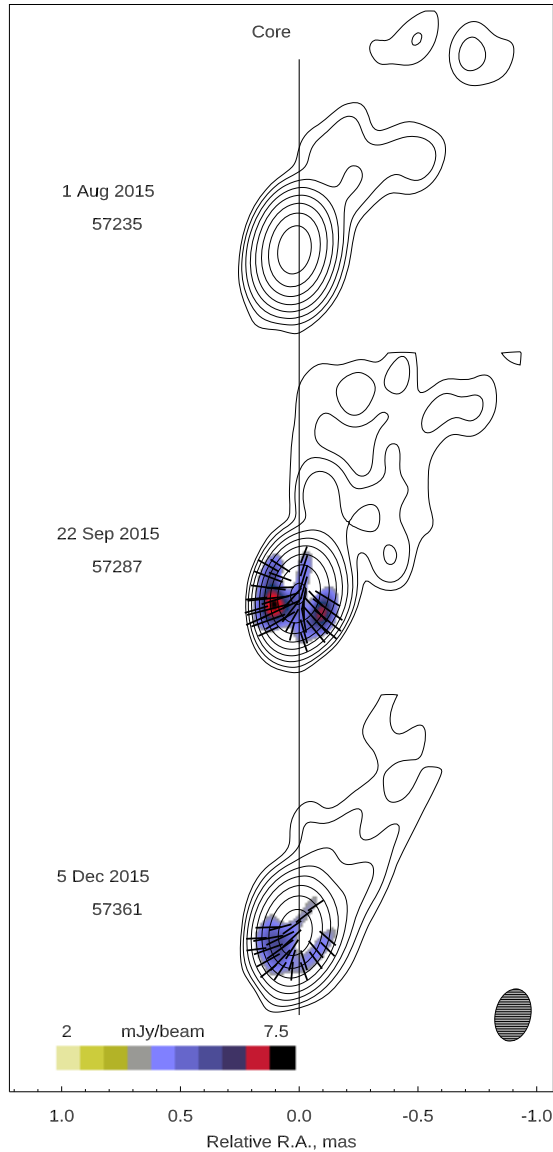 Core
1 Aug 2015
57235
22 Sep 2015
57287
5 Dec 2015
57361
2 mJy/beam 7.5
1.0 0.5 0.0 -0.5 -1.0
Relative R.A., mas